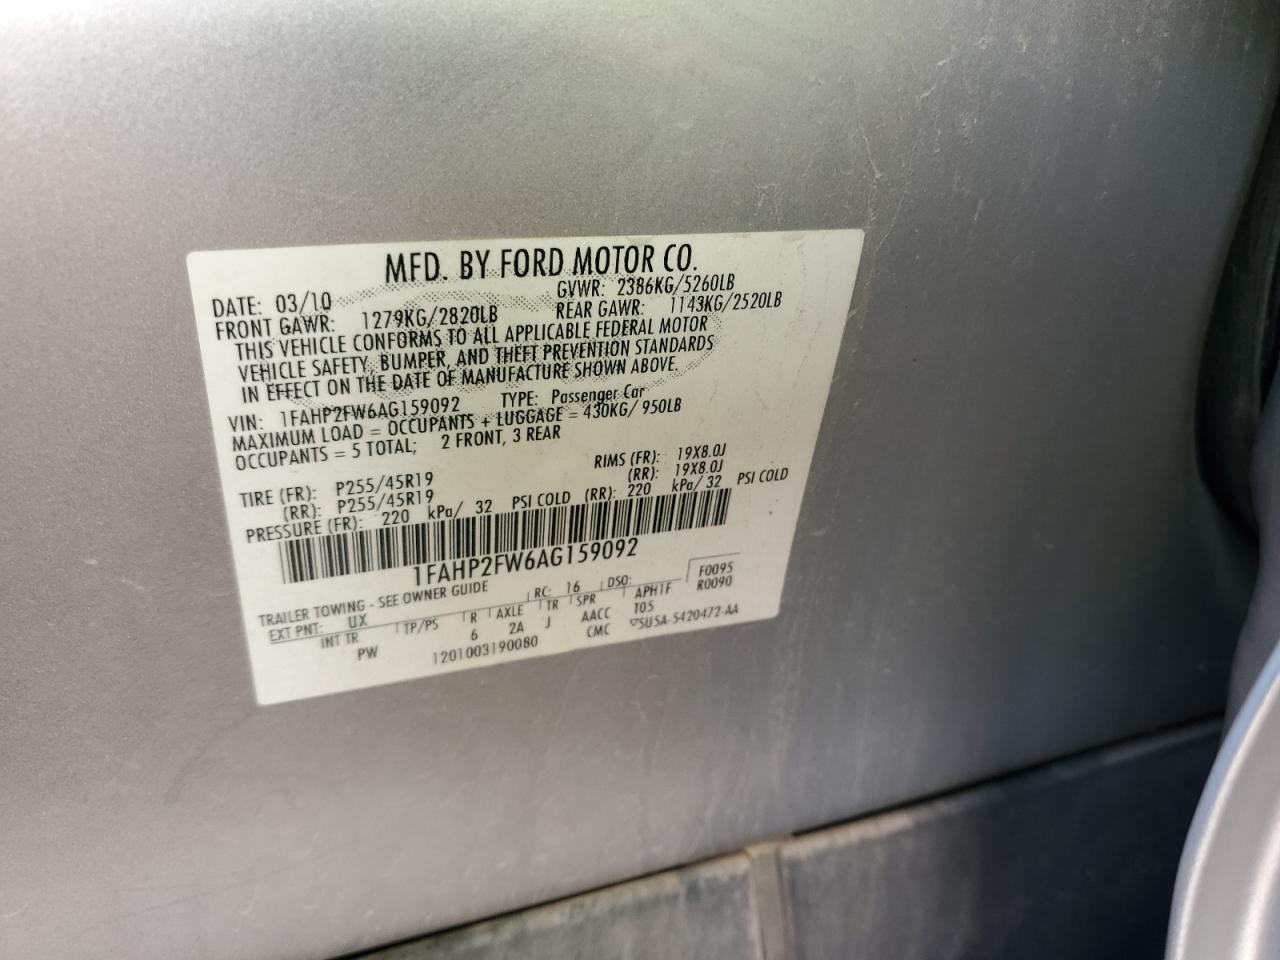 MFD. BY FORD MOTOR CO.
DATE: 03/10 GVWR: 2386KG/5260LB
FRONT GAWR: 1279KG/2820LB REAR GAWR: 1143KG/2520LB
THIS VEHICLE CONFORMS TO ALL APPLICABLE FEDERAL MOTOR
VEHICLE SAFETY, BUMPER, AND THEFT PREVENTION STANDARDS
IN EFFECT ON THE DATE OF MANUFACTURE SHOWN ABOVE.
VIN: 1FAHP2FW6AG159092 TYPE: Passenger Car
MAXIMUM LOAD = OCCUPANTS + LUGGAGE = 430KG/ 950LB
OCCUPANTS = 5 TOTAL; 2 FRONT, 3 REAR
RIMS (FR): 19X8.0J
TIRE (FR): P255/45R19 (RR): 19X8.0J
(RR): P255/45R19
PRESSURE (FR): 220 kPa/ 32 PSI COLD (RR): 220 kPa/ 32 PSI COLD
1FAHP2FW6AG159092
TRAILER TOWING - SEE OWNER GUIDE
F0095
EXT PNT: UX RC: 16 DSO: R0090
INT TR TP/PS R AXLE TR SPR APH1F
PW 6 2A J AACC T05
1201003190080 CMC ▽5U5A-5420472-AA